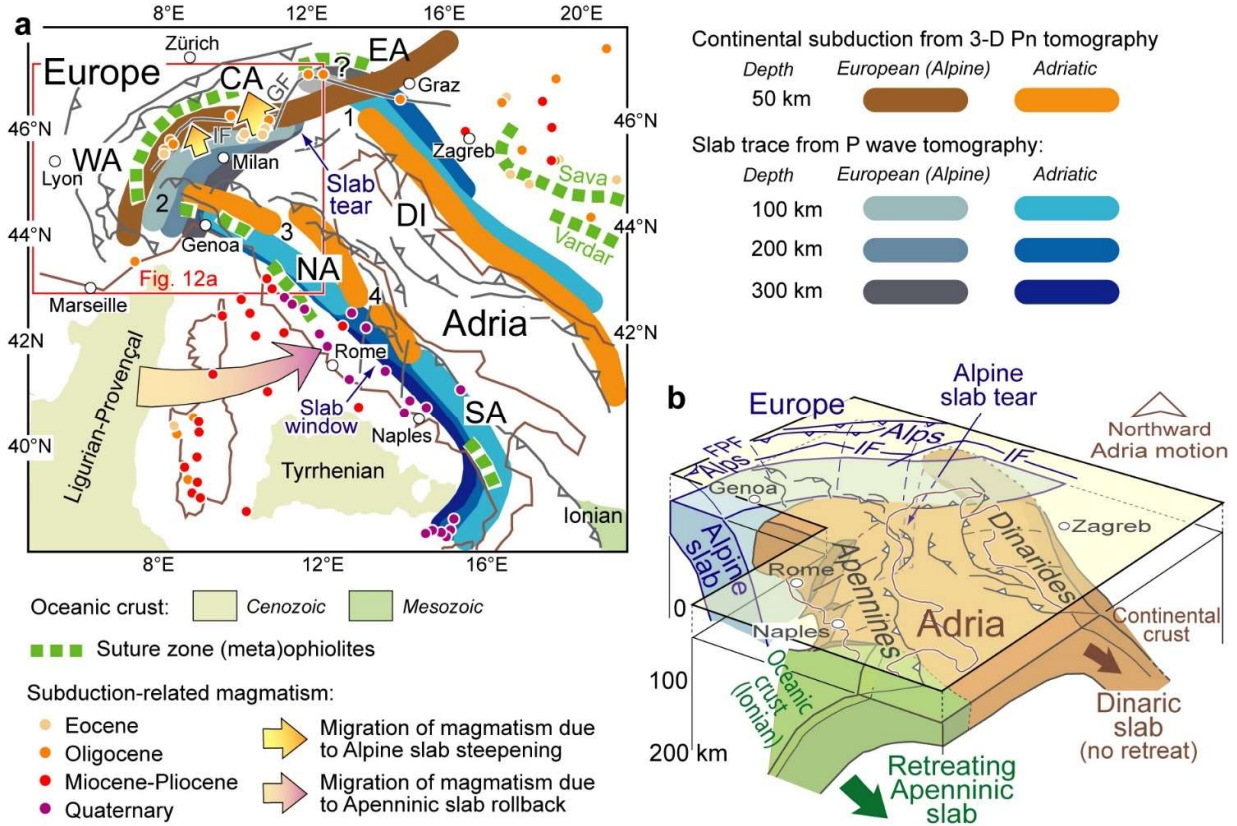 a
8°E
12°E
16°E
20°E
Zürich
Europe
EA
?
CA
GF
Graz
46°N
46°N
IF
1
WA
Milan
Zagreb
Lyon
Slab
tear
Sava
2
DI
44°N
44°N
Genoa
3
Vardar
NA
Fig. 12a
Marseille
4
Adria
42°N
42°N
Rome
Ligurian-Provençal
Slab
window
SA
40°N
Naples
Tyrrhenian
Ionian
8°E
12°E
16°E
Oceanic crust:
Cenozoic
Mesozoic
Suture zone (meta)ophiolites
Subduction-related magmatism:
Eocene
Oligocene
Miocene-Pliocene
Quaternary
Migration of magmatism due
to Alpine slab steepening
Migration of magmatism due
to Apenninic slab rollback
Continental subduction from 3-D Pn tomography
Depth
European (Alpine)
Adriatic
50 km
Slab trace from P wave tomography:
Depth
European (Alpine)
Adriatic
100 km
200 km
300 km
b
Alpine
slab tear
Europe
Northward
Adria motion
FPF
Alps
Alps
IF
IF
Genoa
Zagreb
Alpine
slab
Dinarides
Rome
Apennines
0
Adria
Continental
crust
Naples
100
Oceanic
crust
(Ionian)
200 km
Dinaric
slab
(no retreat)
Retreating
Apenninic
slab